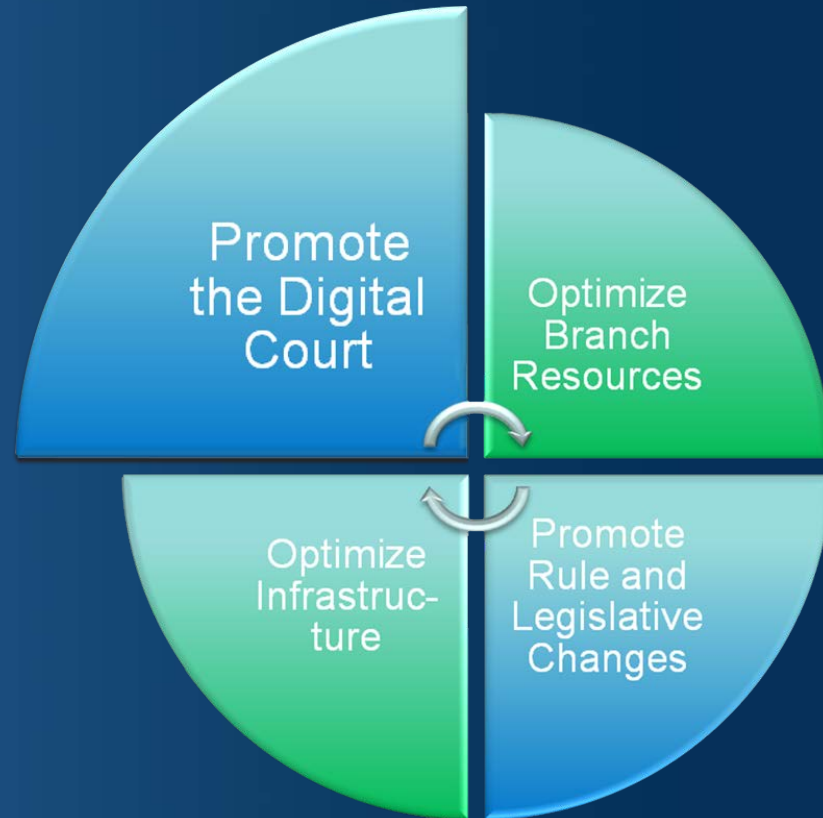 Promote
the Digital
Court
Optimize
Branch
Resources
Optimize
Infrastruc-
ture
Promote
Rule and
Legislative
Changes